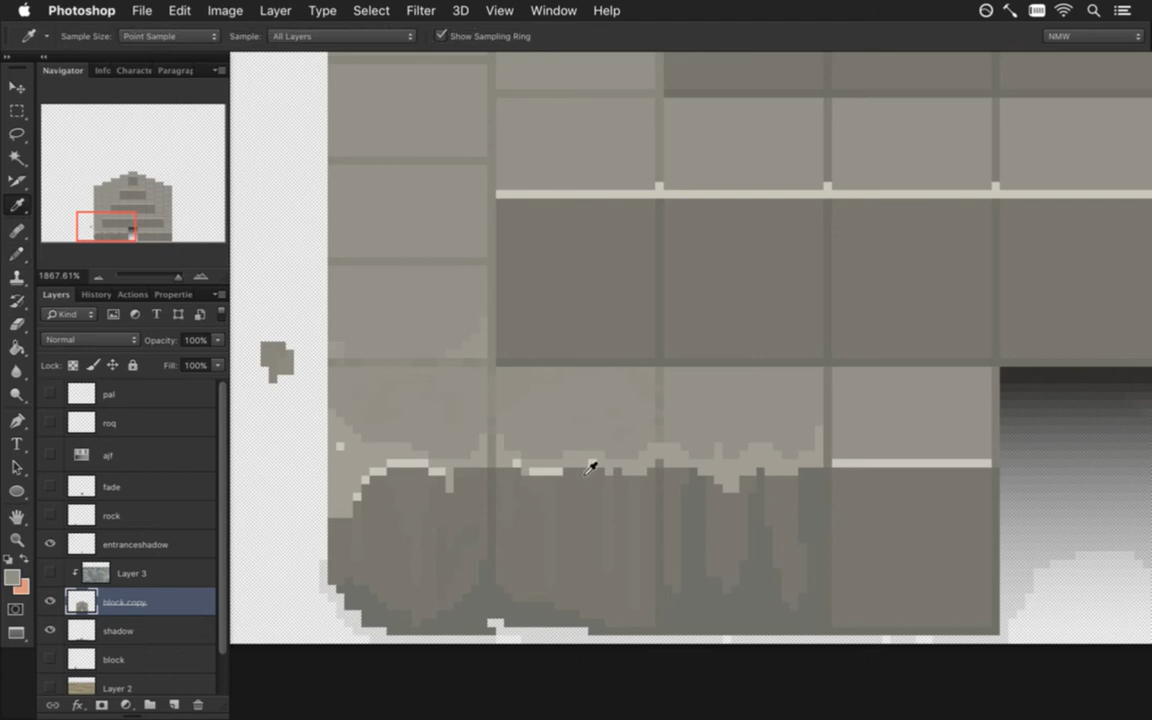 Photoshop File Edit Image Layer Type Select Filter 3D View Window Help
Sample Size: Point Sample Sample: All Layers Show Sampling Ring NMW
Navigator Info Characte Paragraj
1867.61%
Layers History Actions Propertie
Kind
Normal Opacity: 100%
Lock: Fill: 100%
pal
roq
ajf
fade
rock
entranceshadow
Layer 3
block copy
shadow
block
Layer 2
fx